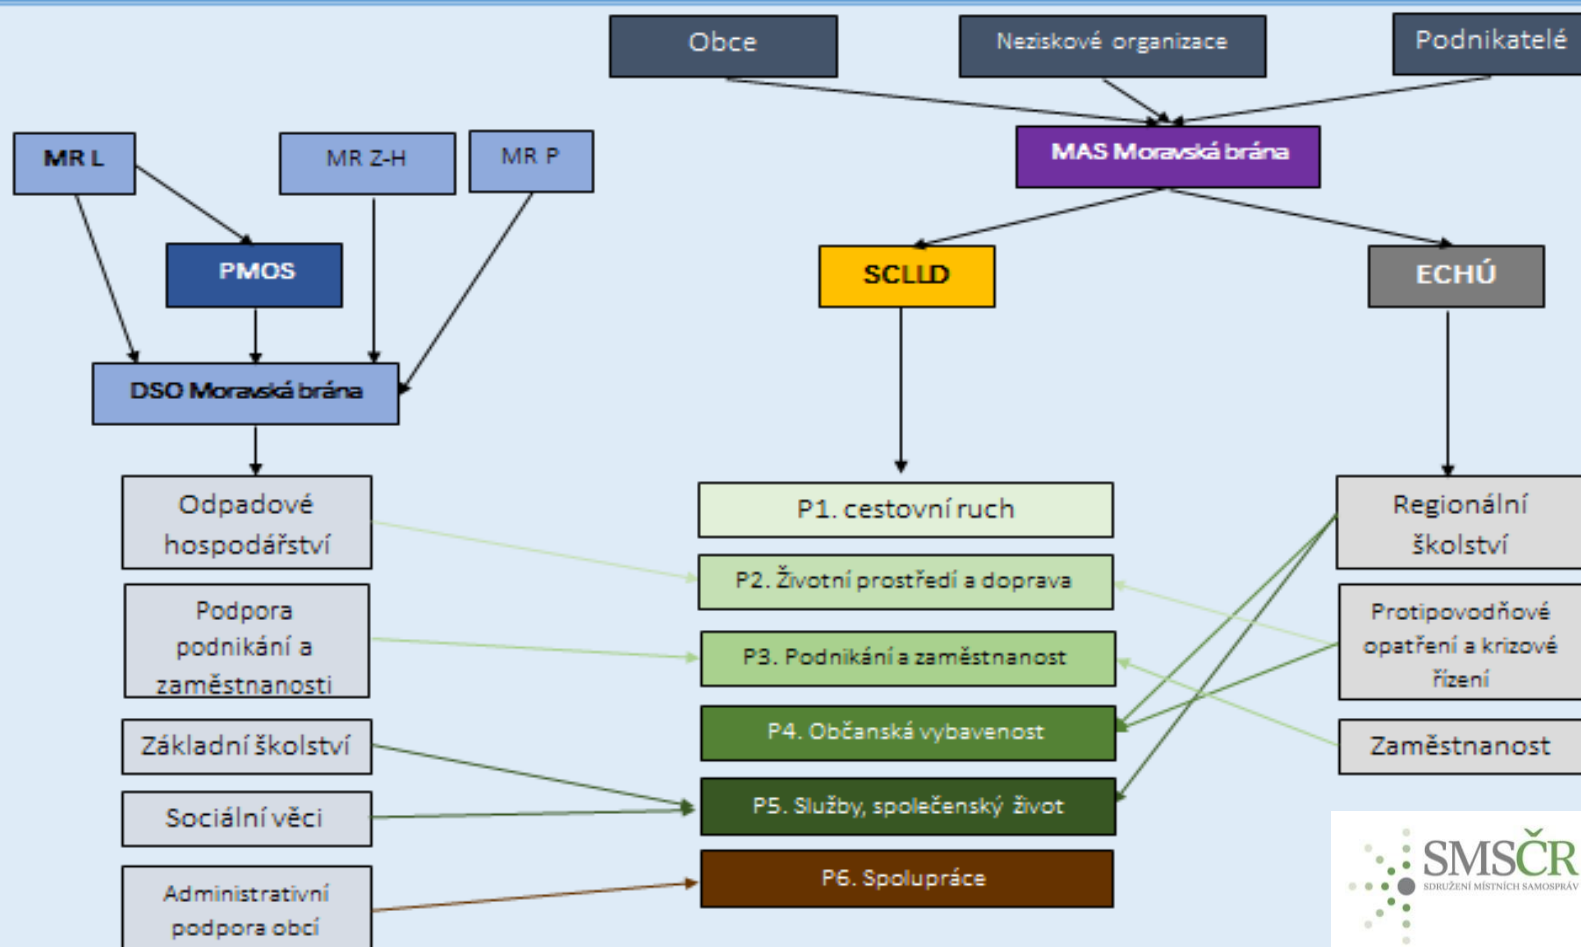 Obce
Neziskové organizace
Podnikatelé
MR L
MR Z-H
MR P
MAS Moravská brána
PMOS
SCLLD
ECHÚ
DSO Moravská brána
Odpadové
hospodářství
Podpora
podnikání a
zaměstnanosti
Základní školství
Sociální věci
Administrativní
podpora obcí
P1. cestovní ruch
P2. Životní prostředí a doprava
P3. Podnikání a zaměstnanost
P4. Občanská vybavenost
P5. Služby, společenský život
P6. Spolupráce
Regionální
školství
Protipovodňové
opatření a krizové
řízení
Zaměstnanost
SMSČR
SDRUŽENÍ MÍSTNÍCH SAMOSPRÁV